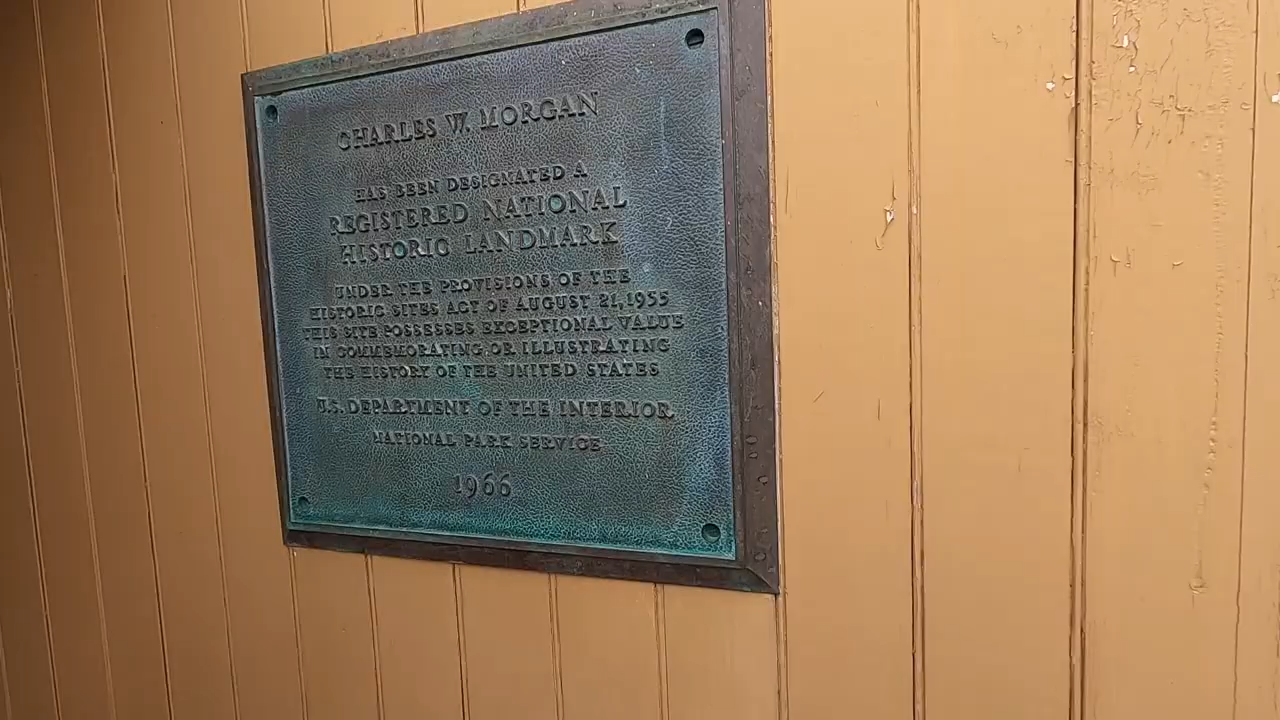 CHARLES W. MORGAN
HAS BEEN DESIGNATED A
REGISTERED NATIONAL
HISTORIC LANDMARK
UNDER THE PROVISIONS OF THE
HISTORIC SITES ACT OF AUGUST 21, 1955
THIS SITE POSSESSES EXCEPTIONAL VALUE
IN COMMEMORATING OR ILLUSTRATING
THE HISTORY OF THE UNITED STATES
U.S. DEPARTMENT OF THE INTERIOR
NATIONAL PARK SERVICE
1966